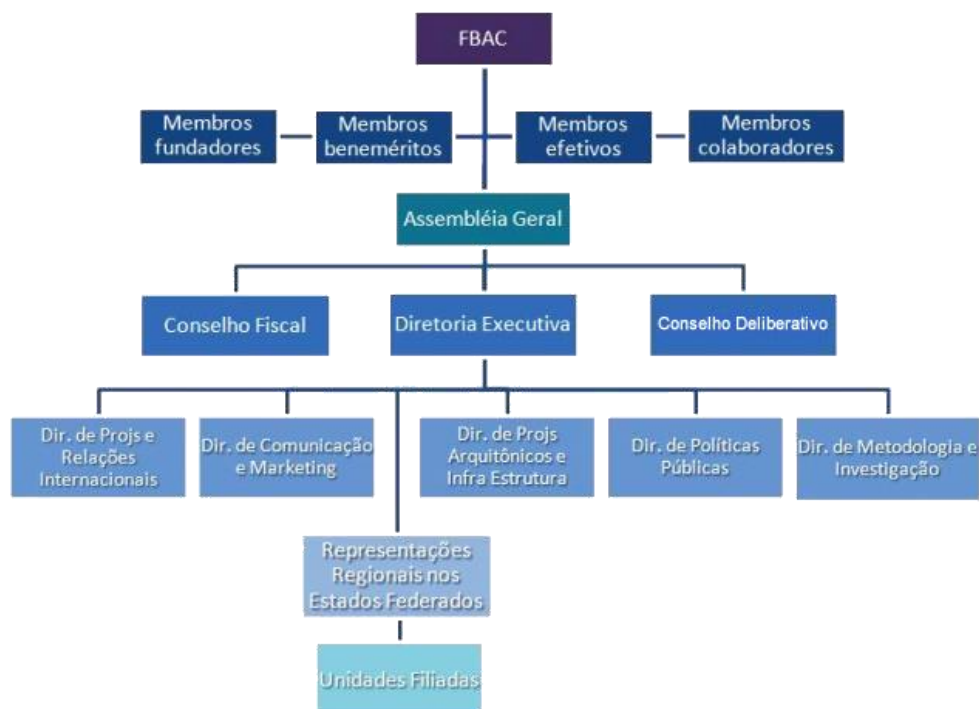 FBAC
Membros
fundadores
Membros
beneméritos
Membros
efetivos
Membros
colaboradores
Assembléia Geral
Conselho Fiscal
Diretoria Executiva
Conselho Deliberativo
Dir. de Projs e
Relações
Internacionais
Dir. de Comunicação
e Marketing
Dir. de Projs
Arquitônicos e
Infra Estrutura
Dir. de Políticas
Públicas
Dir. de Metodologia e
Investigação
Representações
Regionais nos
Estados Federados
Unidades Filiadas